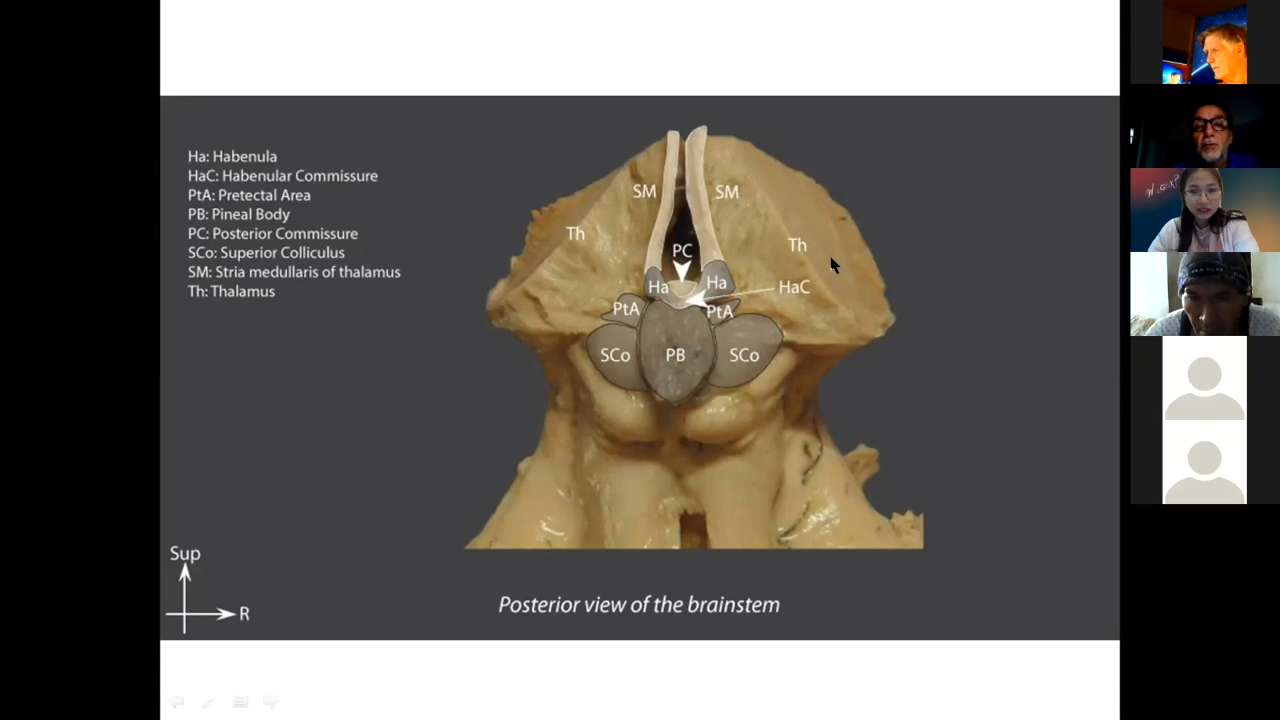 Ha: Habenula
HaC: Habenular Commissure
PtA: Pretectal Area
PB: Pineal Body
PC: Posterior Commissure
SCo: Superior Colliculus
SM: Stria medullaris of thalamus
Th: Thalamus
SM
SM
Th
Th
PC
Ha
Ha
HaC
PtA
PtA
SCo
PB
SCo
Sup
R
Posterior view of the brainstem